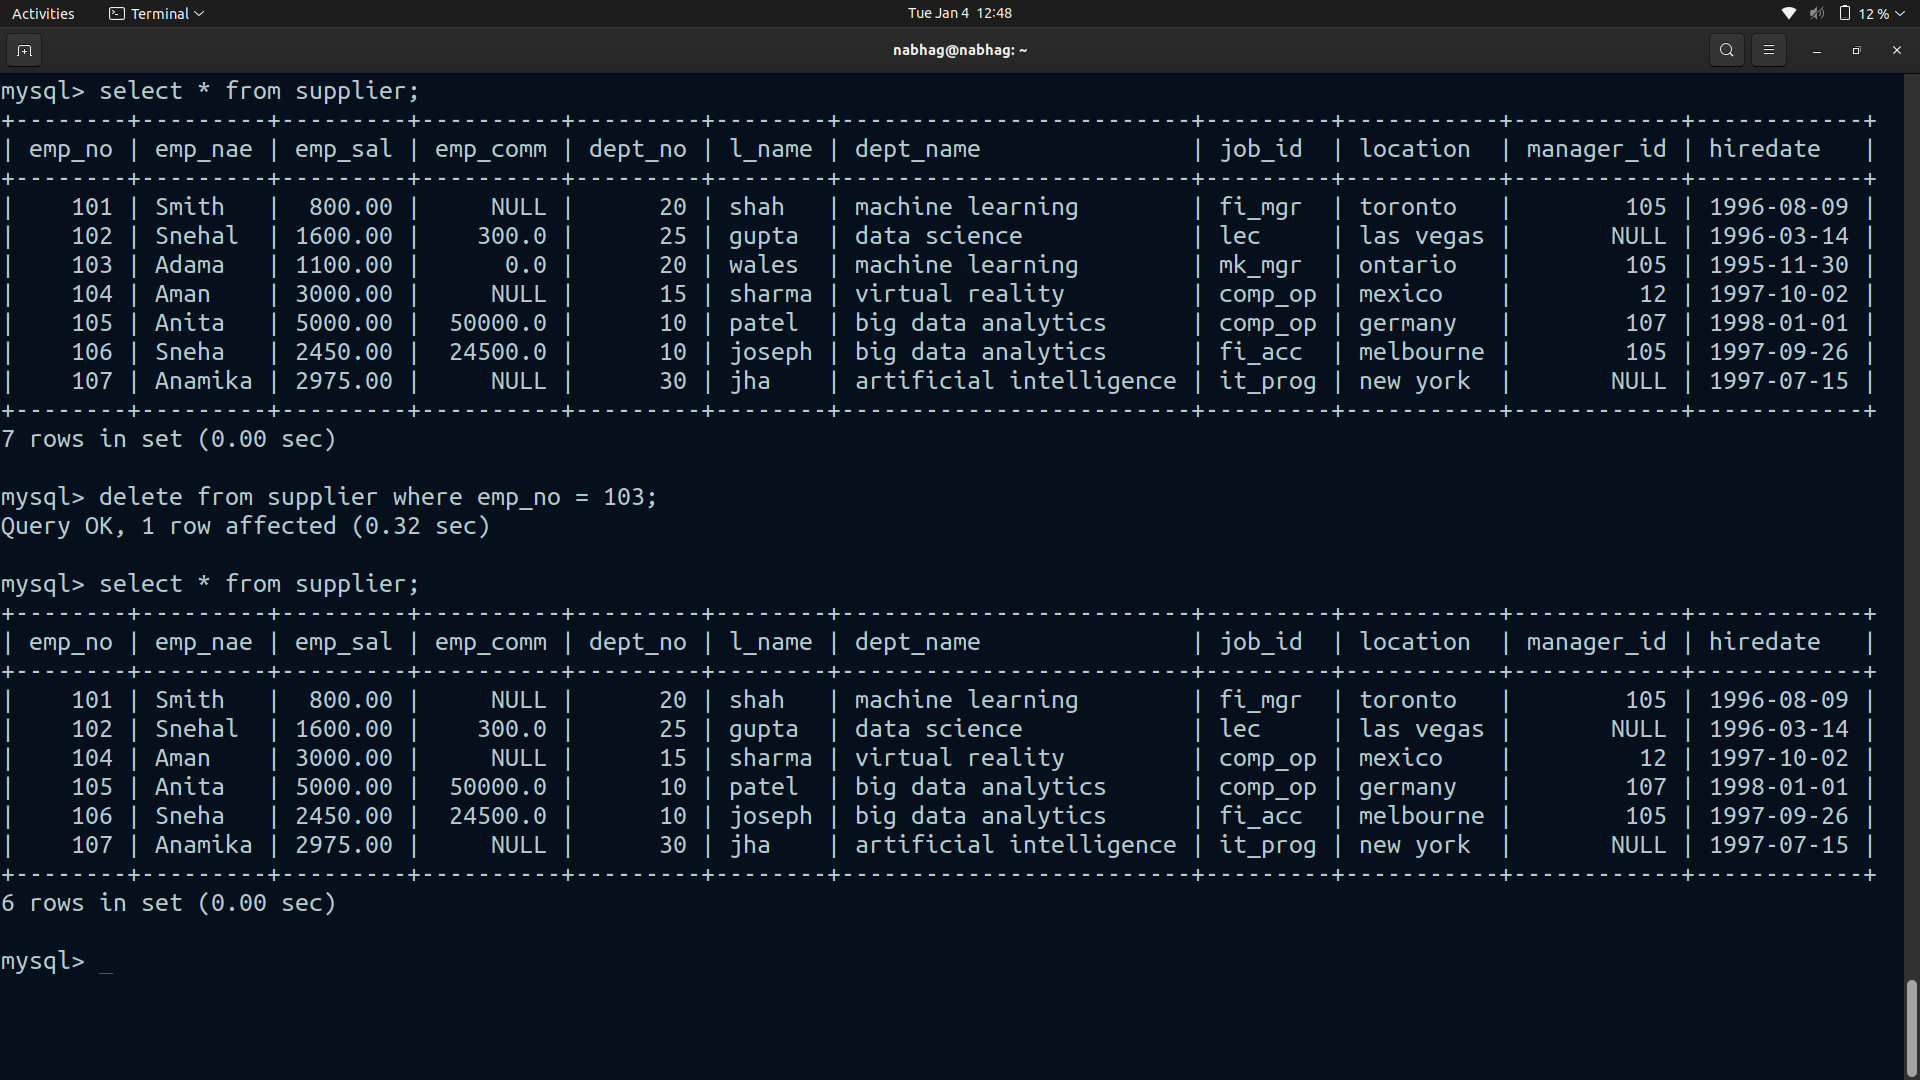 Activities Terminal Tue Jan 4 12:48 12 %
nabhag@nabhag: ~
mysql> select * from supplier;
+--------+---------+---------+----------+---------+--------+-------------------------+---------+-----------+------------+------------+
| emp_no | emp_nae | emp_sal | emp_comm | dept_no | l_name | dept_name               | job_id  | location  | manager_id | hiredate   |
+--------+---------+---------+----------+---------+--------+-------------------------+---------+-----------+------------+------------+
|    101 | Smith   |  800.00 |     NULL |      20 | shah   | machine learning        | fi_mgr  | toronto   |        105 | 1996-08-09 |
|    102 | Snehal  | 1600.00 |    300.0 |      25 | gupta  | data science            | lec     | las vegas |       NULL | 1996-03-14 |
|    103 | Adama   | 1100.00 |      0.0 |      20 | wales  | machine learning        | mk_mgr  | ontario   |        105 | 1995-11-30 |
|    104 | Aman    | 3000.00 |     NULL |      15 | sharma | virtual reality         | comp_op | mexico    |         12 | 1997-10-02 |
|    105 | Anita   | 5000.00 |  50000.0 |      10 | patel  | big data analytics      | comp_op | germany   |        107 | 1998-01-01 |
|    106 | Sneha   | 2450.00 |  24500.0 |      10 | joseph | big data analytics      | fi_acc  | melbourne |        105 | 1997-09-26 |
|    107 | Anamika | 2975.00 |     NULL |      30 | jha    | artificial intelligence | it_prog | new york  |       NULL | 1997-07-15 |
+--------+---------+---------+----------+---------+--------+-------------------------+---------+-----------+------------+------------+
7 rows in set (0.00 sec)
mysql> delete from supplier where emp_no = 103;
Query OK, 1 row affected (0.32 sec)
mysql> select * from supplier;
+--------+---------+---------+----------+---------+--------+-------------------------+---------+-----------+------------+------------+
| emp_no | emp_nae | emp_sal | emp_comm | dept_no | l_name | dept_name               | job_id  | location  | manager_id | hiredate   |
+--------+---------+---------+----------+---------+--------+-------------------------+---------+-----------+------------+------------+
|    101 | Smith   |  800.00 |     NULL |      20 | shah   | machine learning        | fi_mgr  | toronto   |        105 | 1996-08-09 |
|    102 | Snehal  | 1600.00 |    300.0 |      25 | gupta  | data science            | lec     | las vegas |       NULL | 1996-03-14 |
|    104 | Aman    | 3000.00 |     NULL |      15 | sharma | virtual reality         | comp_op | mexico    |         12 | 1997-10-02 |
|    105 | Anita   | 5000.00 |  50000.0 |      10 | patel  | big data analytics      | comp_op | germany   |        107 | 1998-01-01 |
|    106 | Sneha   | 2450.00 |  24500.0 |      10 | joseph | big data analytics      | fi_acc  | melbourne |        105 | 1997-09-26 |
|    107 | Anamika | 2975.00 |     NULL |      30 | jha    | artificial intelligence | it_prog | new york  |       NULL | 1997-07-15 |
+--------+---------+---------+----------+---------+--------+-------------------------+---------+-----------+------------+------------+
6 rows in set (0.00 sec)
mysql> _